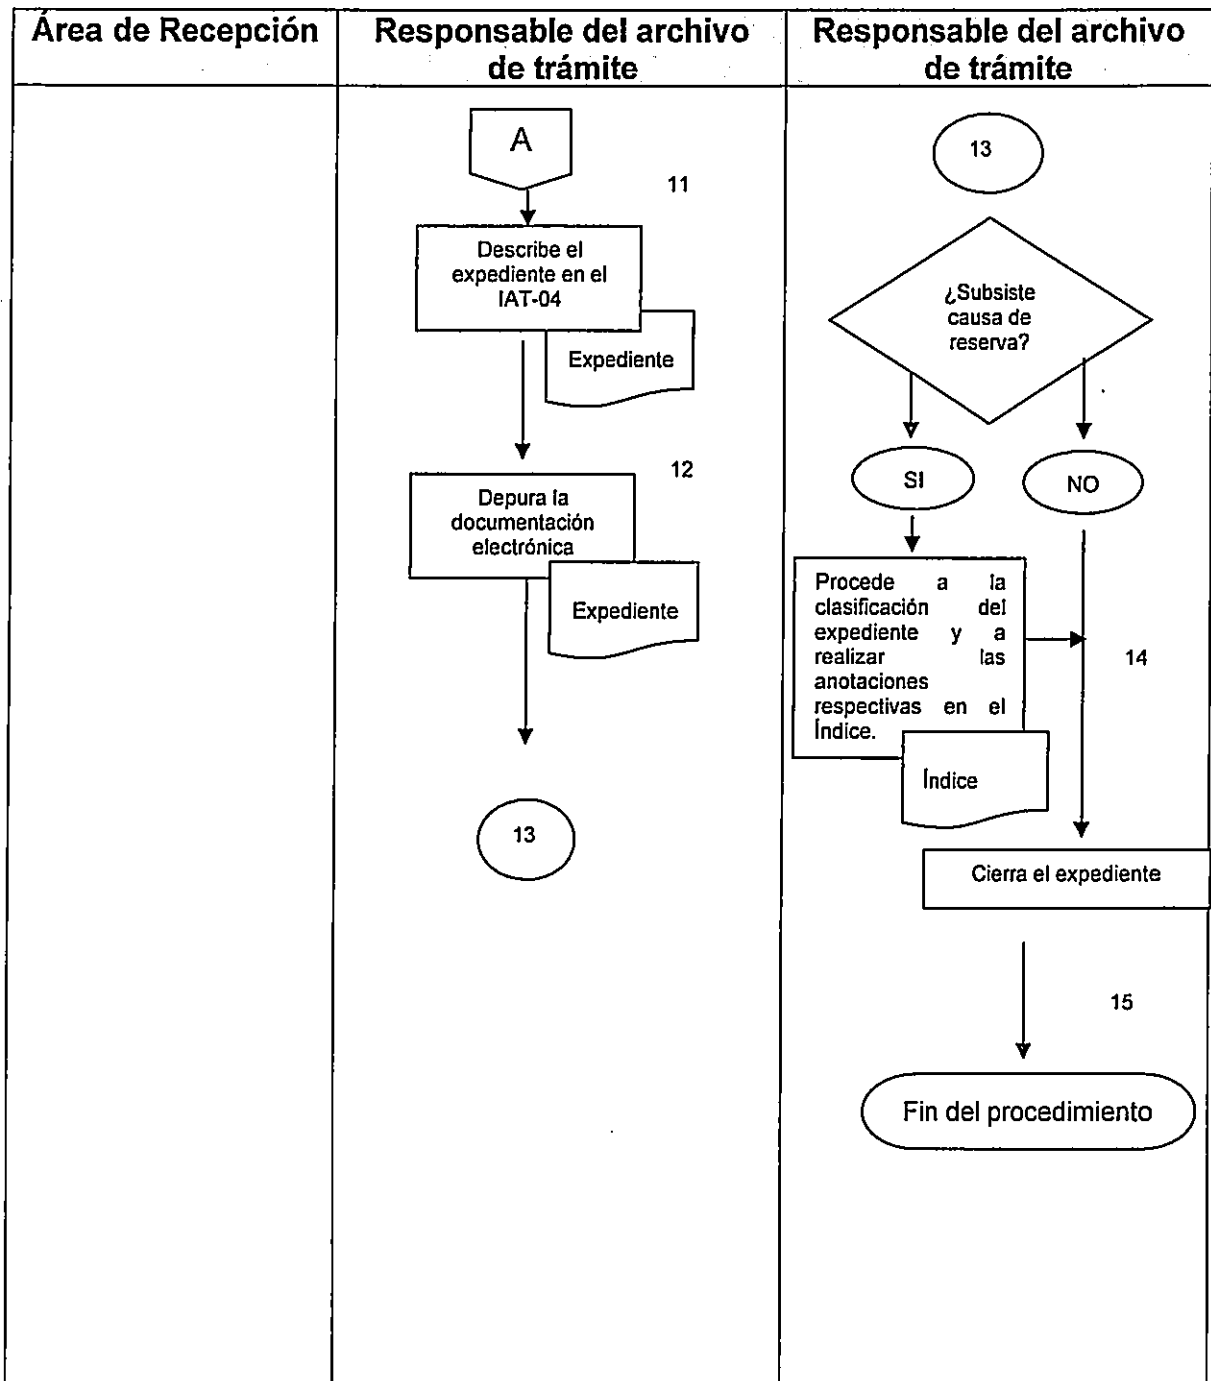 Área de Recepción
Responsable del archivo
de trámite
Responsable del archivo
de trámite
A
11
Describe el
expediente en el
IAT-04
Expediente
12
Depura la
documentación
electrónica
Expediente
13
13
¿Subsiste
causa de
reserva?
SI
NO
Procede a la
clasificación del
expediente y a
realizar las
anotaciones
respectivas en el
Índice.
14
Índice
Cierra el expediente
15
Fin del procedimiento